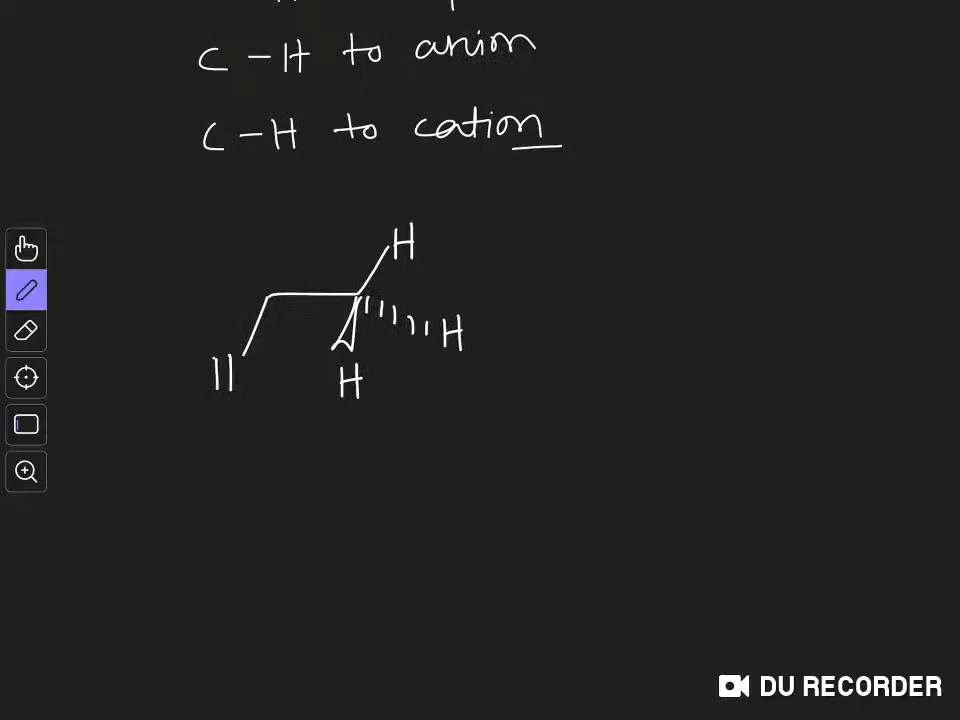 C-H to anion
C-H to cation
H
H
H
DU RECORDER